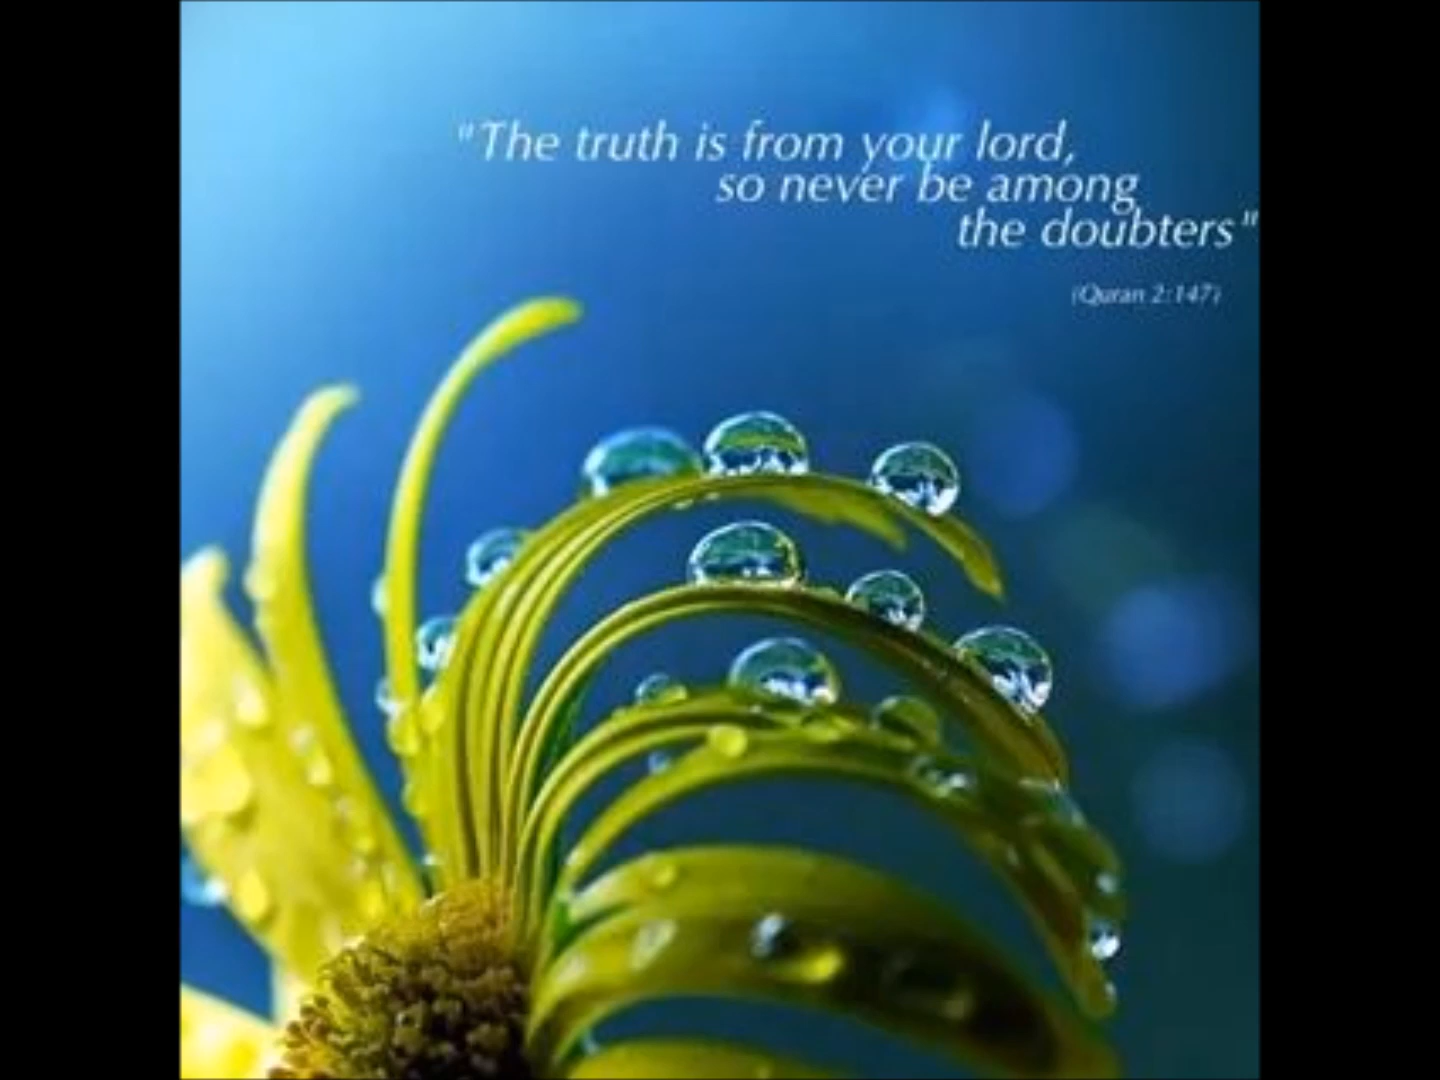 "The truth is from your lord,
so never be among
the doubters"
(Quran 2:147)